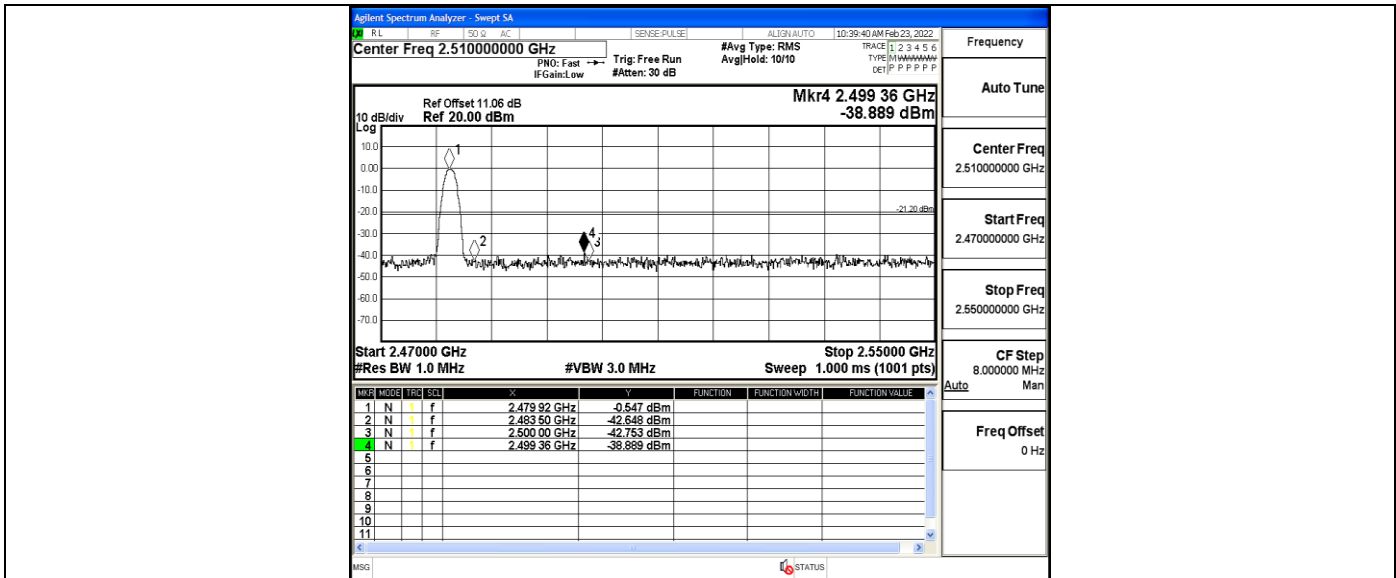 Agilent Spectrum Analyzer - Swept SA
RL RF 50 Ω AC SENSE:PULSE ALIGN AUTO 10:39:40 AM Feb 23, 2022
Center Freq 2.510000000 GHz
PNO: Fast
IFGain:Low
Trig: Free Run
#Atten: 30 dB
#Avg Type: RMS
Avg|Hold: 10/10
TRACE 1 2 3 4 5 6
TYPE M WWWWW
DET P P P P P P
Ref Offset 11.06 dB
10 dB/div Ref 20.00 dBm
Log
Mkr4 2.499 36 GHz
-38.889 dBm
10.0
0.00
-10.0
-20.0
-30.0
-40.0
-50.0
-60.0
-70.0
1
2
4
3
-21.20 dBm
Start 2.47000 GHz Stop 2.55000 GHz
#Res BW 1.0 MHz #VBW 3.0 MHz Sweep 1.000 ms (1001 pts)
MKR MODE TRC SCL X Y FUNCTION FUNCTION WIDTH FUNCTION VALUE
1 N 1 f 2.479 92 GHz -0.547 dBm
2 N 1 f 2.483 50 GHz -42.648 dBm
3 N 1 f 2.500 00 GHz -42.753 dBm
4 N 1 f 2.499 36 GHz -38.889 dBm
5
6
7
8
9
10
11
MSG STATUS
Frequency
Auto Tune
Center Freq
2.510000000 GHz
Start Freq
2.470000000 GHz
Stop Freq
2.550000000 GHz
CF Step
8.000000 MHz
Auto Man
Freq Offset
0 Hz